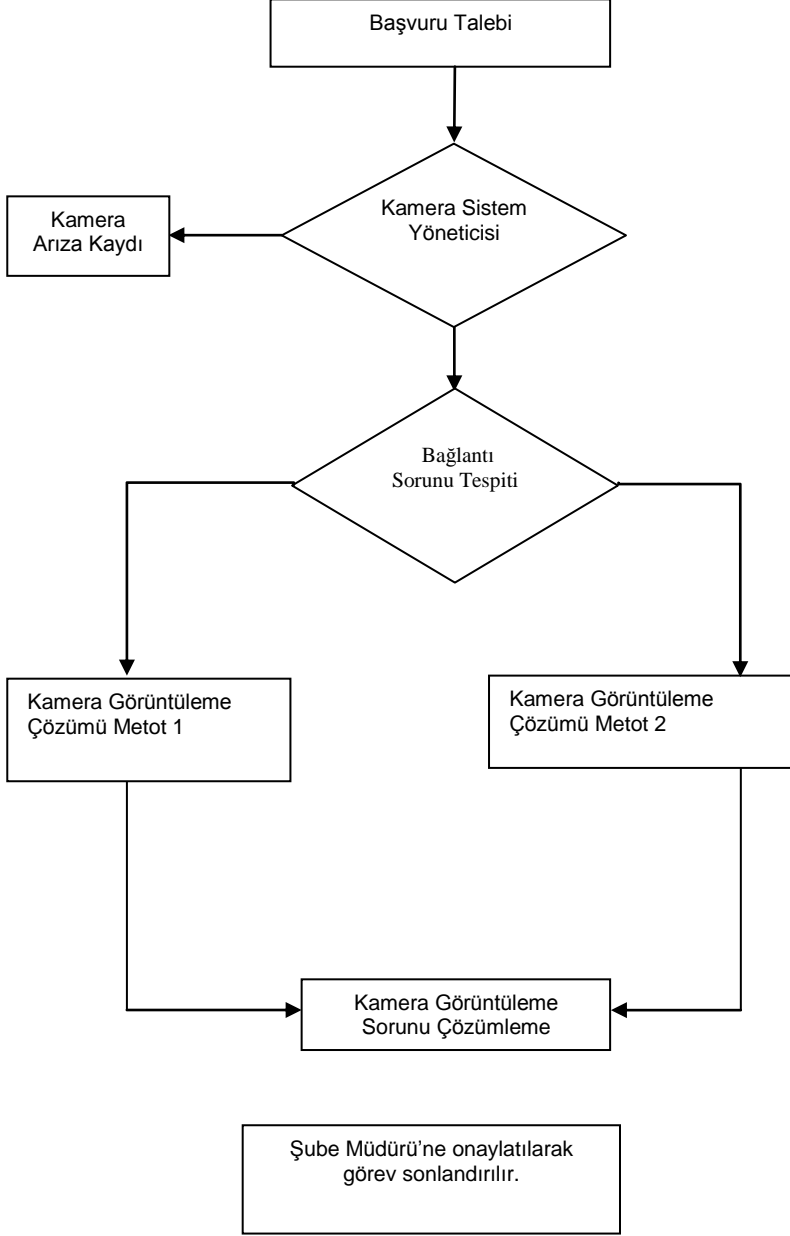 Başvuru Talebi
Kamera Sistem
Yöneticisi
Kamera
Arıza Kaydı
Bağlantı
Sorunu Tespiti
Kamera Görüntüleme
Çözümü Metot 1
Kamera Görüntüleme
Çözümü Metot 2
Kamera Görüntüleme
Sorunu Çözümleme
Şube Müdürü’ne onaylatılarak
görev sonlandırılır.